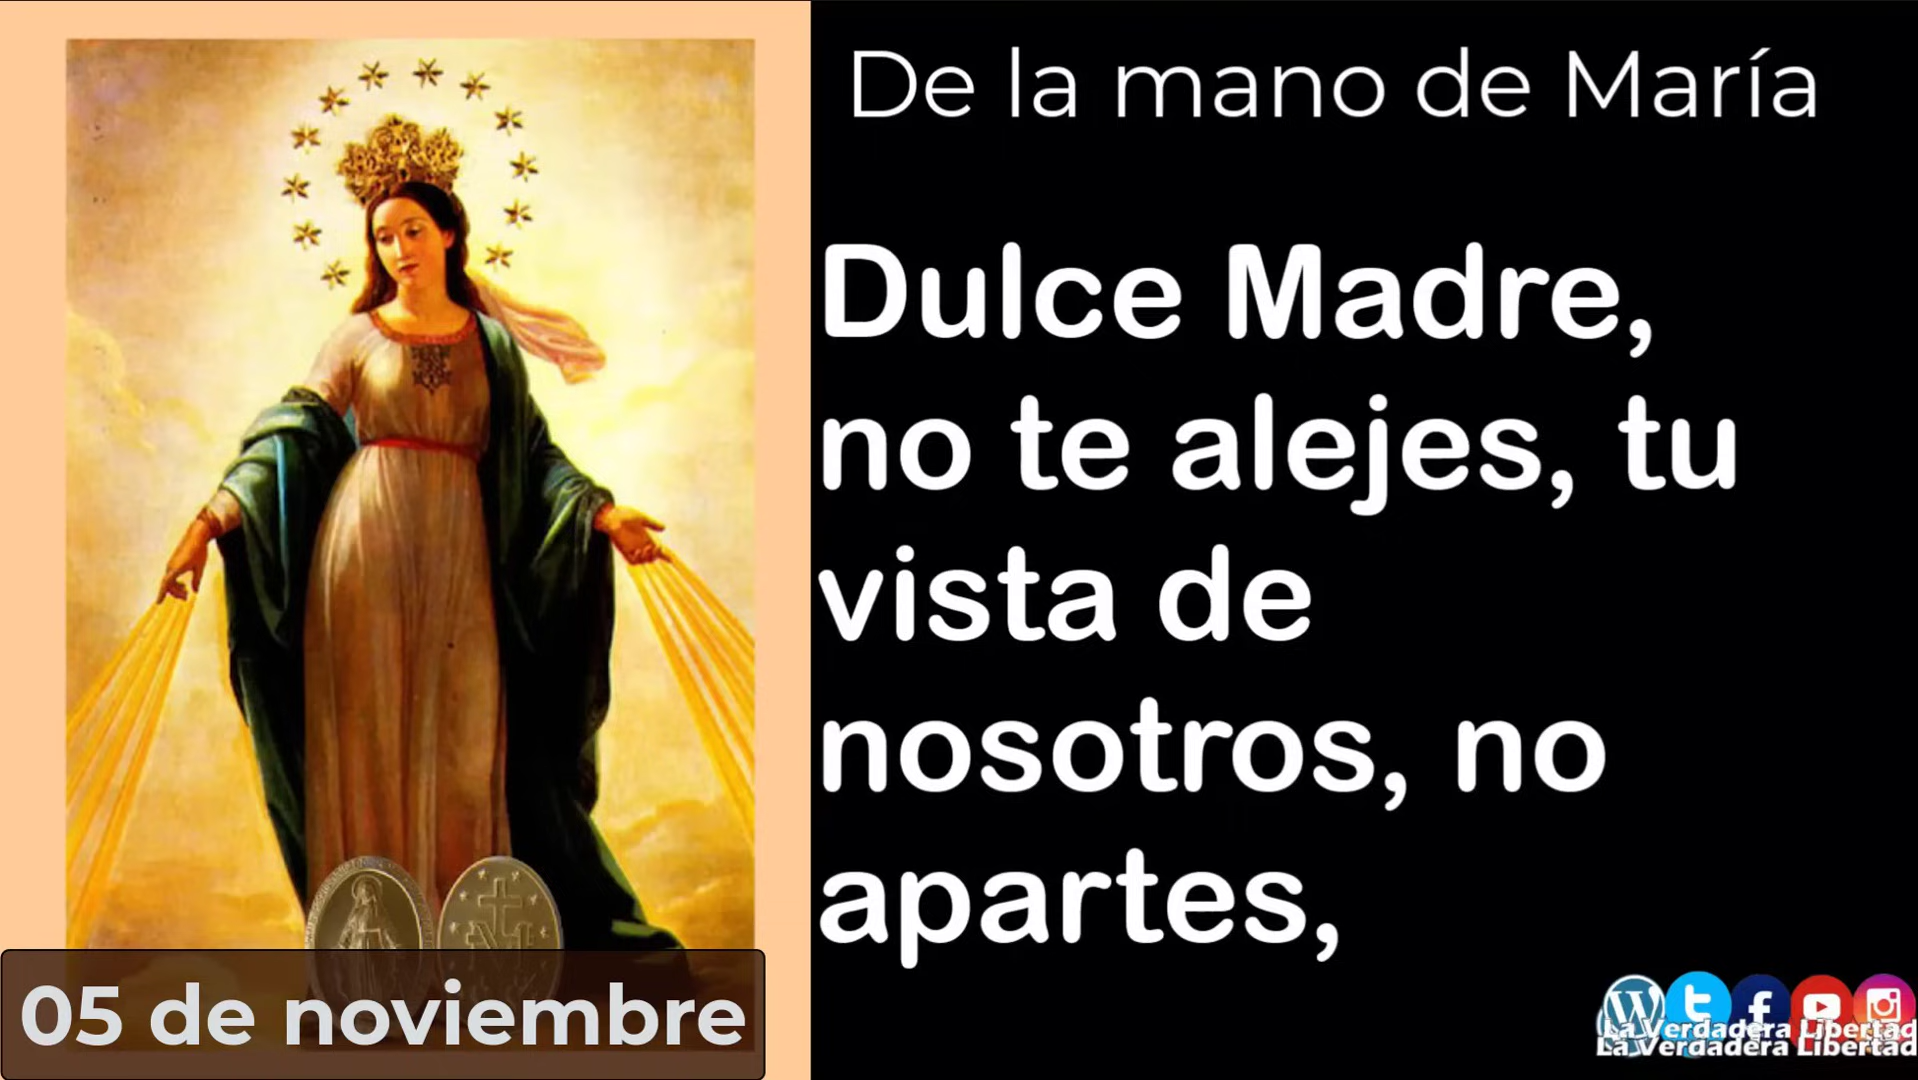 De la mano de María
Dulce Madre,
no te alejes, tu
vista de
nosotros, no
apartes,
05 de noviembre
La Verdadera Libertad
La Verdadera Libertad